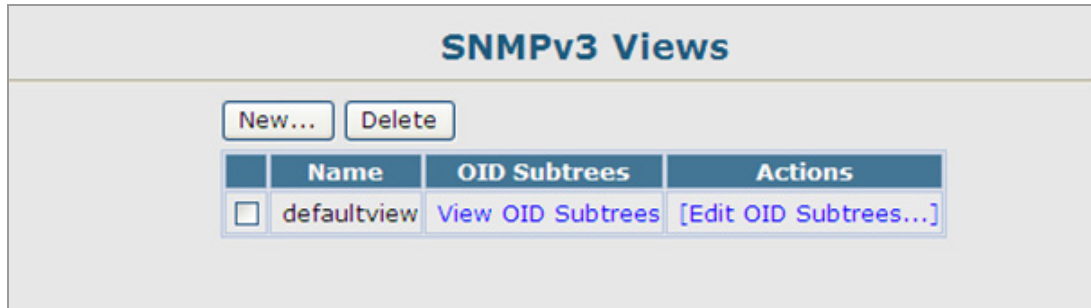 SNMPv3 Views
New... Delete
Name OID Subtrees Actions
defaultview View OID Subtrees [Edit OID Subtrees...]